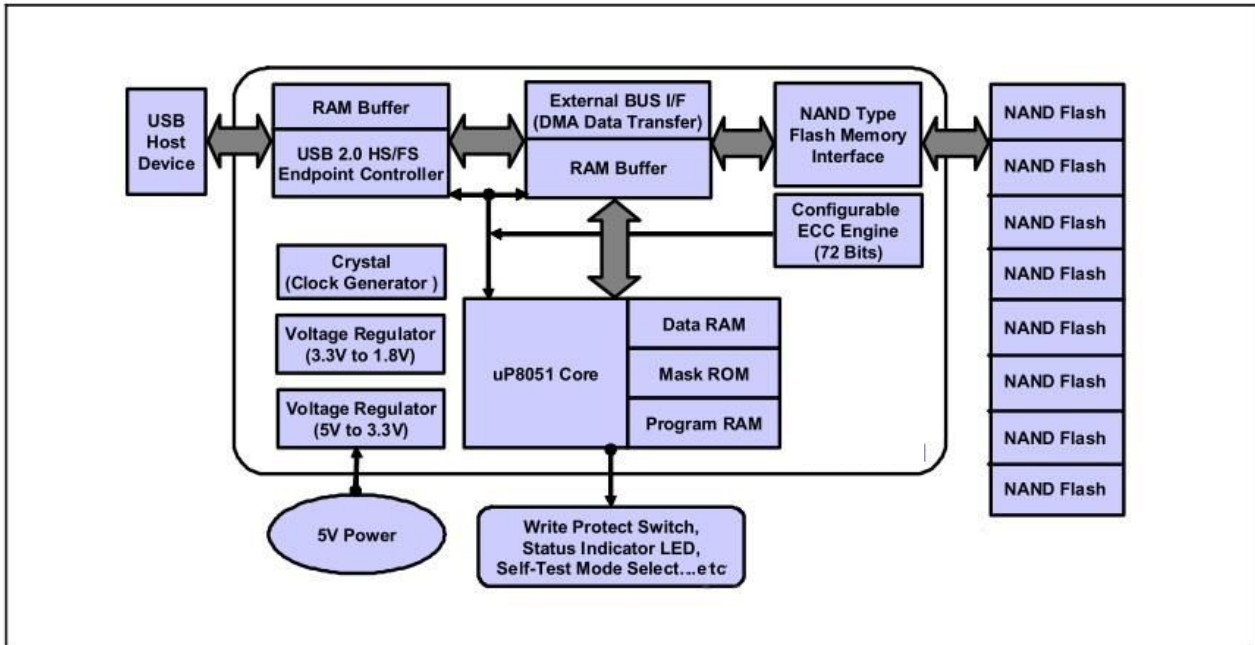 USB
Host
Device
RAM Buffer
USB 2.0 HS/FS
Endpoint Controller
External BUS I/F
(DMA Data Transfer)
RAM Buffer
NAND Type
Flash Memory
Interface
Configurable
ECC Engine
(72 Bits)
Crystal
(Clock Generator )
Voltage Regulator
(3.3V to 1.8V)
Voltage Regulator
(5V to 3.3V)
uP8051 Core
Data RAM
Mask ROM
Program RAM
5V Power
Write Protect Switch,
Status Indicator LED,
Self-Test Mode Select...etc
NAND Flash
NAND Flash
NAND Flash
NAND Flash
NAND Flash
NAND Flash
NAND Flash
NAND Flash